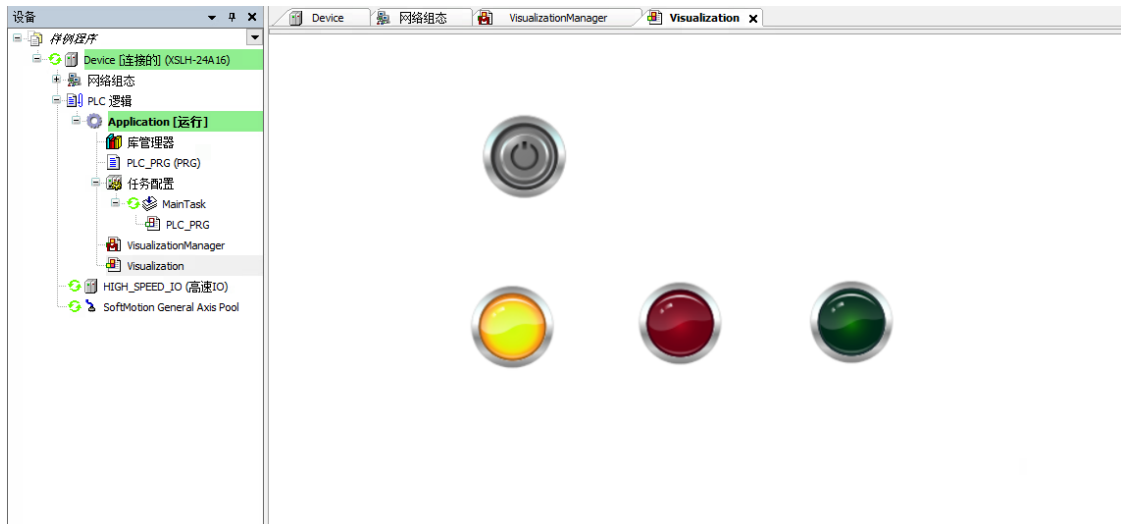 设备
样例程序
Device [连接的] (XSLH-24A16)
网络组态
PLC 逻辑
Application [运行]
库管理器
PLC_PRG (PRG)
任务配置
MainTask
PLC_PRG
VisualizationManager
Visualization
HIGH_SPEED_IO (高速IO)
SoftMotion General Axis Pool
Device
网络组态
VisualizationManager
Visualization